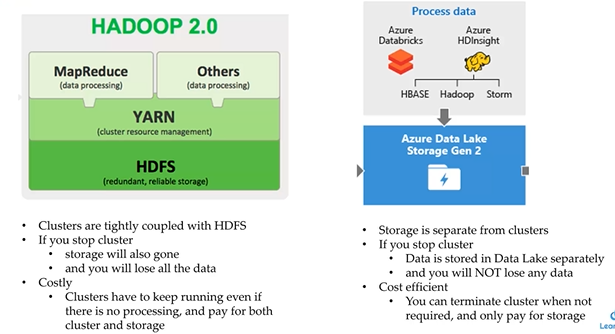 HADOOP 2.0
MapReduce
(data processing)
Others
(data processing)
YARN
(cluster resource management)
HDFS
(redundant, reliable storage)
• Clusters are tightly coupled with HDFS
• If you stop cluster
• storage will also gone
• and you will lose all the data
• Costly
• Clusters have to keep running even if
there is no processing, and pay for both
cluster and storage
Process data
Azure
Databricks
Azure
HDInsight
HBASE
Hadoop
Storm
Azure Data Lake
Storage Gen 2
• Storage is separate from clusters
• If you stop cluster
• Data is stored in Data Lake separately
• and you will NOT lose any data
• Cost efficient
• You can terminate cluster when not
required, and only pay for storage